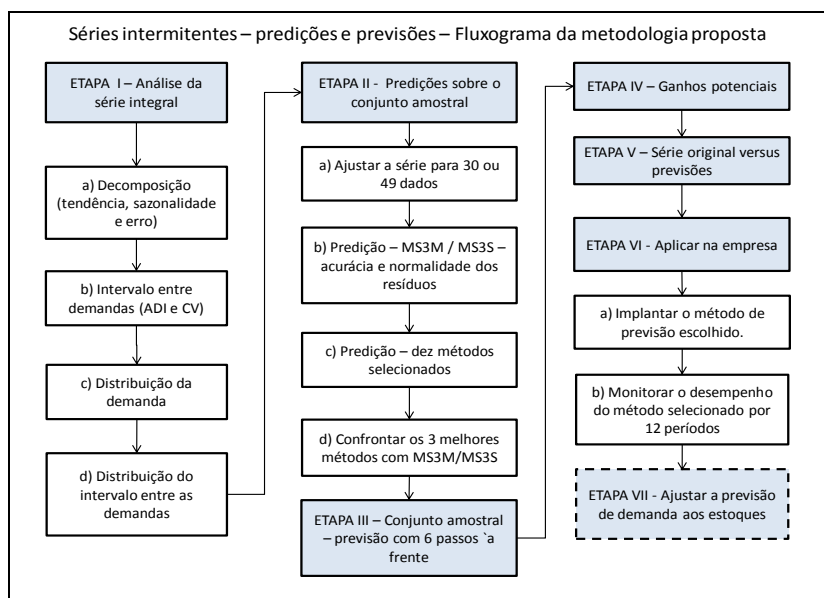 Séries intermitentes – predições e previsões – Fluxograma da metodologia proposta
ETAPA I – Análise da
série integral
a) Decomposição
(tendência, sazonalidade
e erro)
b) Intervalo entre
demandas (ADI e CV)
c) Distribuição da
demanda
d) Distribuição do
intervalo entre as
demandas
ETAPA II - Predições sobre o
conjunto amostral
a) Ajustar a série para 30 ou
49 dados
b) Predição – MS3M / MS3S –
acurácia e normalidade dos
resíduos
c) Predição – dez métodos
selecionados
d) Confrontar os 3 melhores
métodos com MS3M/MS3S
ETAPA III – Conjunto amostral
– previsão com 6 passos `a
frente
ETAPA IV – Ganhos potenciais
ETAPA V – Série original versus
previsões
ETAPA VI - Aplicar na empresa
a) Implantar o método de
previsão escolhido.
b) Monitorar o desempenho
do método selecionado por
12 períodos
ETAPA VII - Ajustar a previsão
de demanda aos estoques